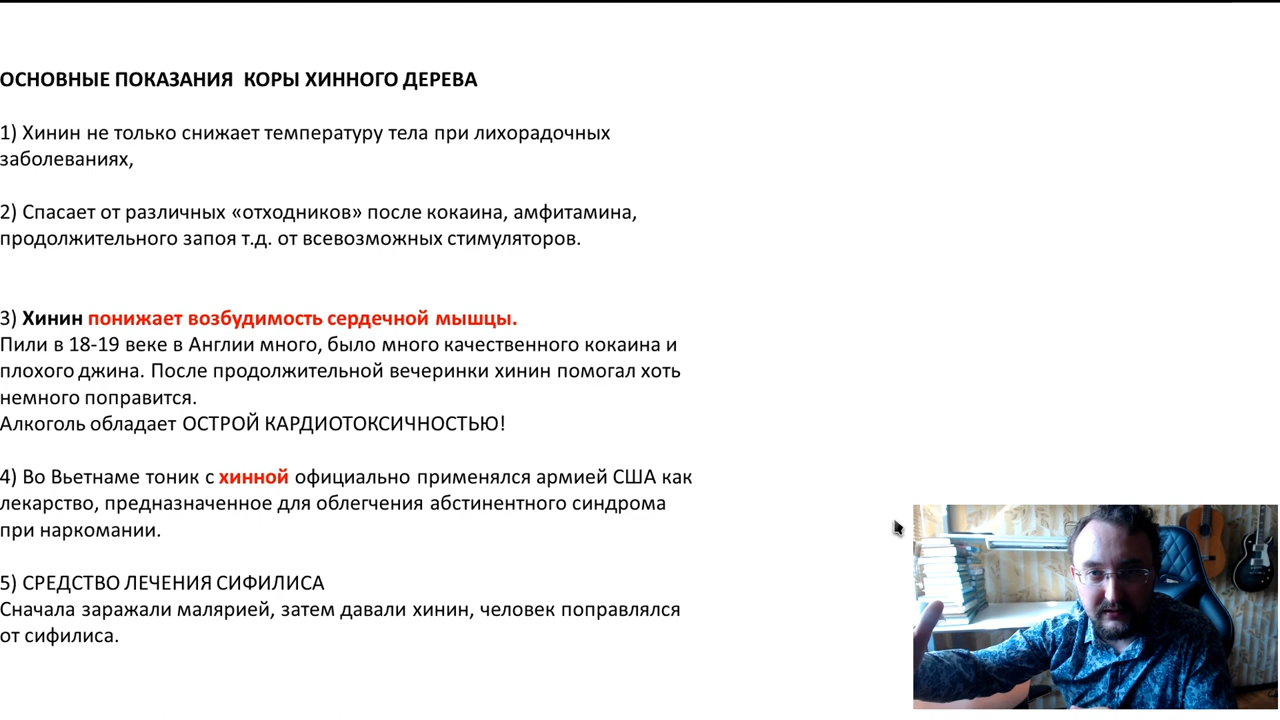 ОСНОВНЫЕ ПОКАЗАНИЯ  КОРЫ ХИННОГО ДЕРЕВА
1) Хинин не только снижает температуру тела при лихорадочных
заболеваниях,
2) Спасает от различных «отходников» после кокаина, амфитамина,
продолжительного запоя т.д. от всевозможных стимуляторов.
3) Хинин понижает возбудимость сердечной мышцы.
Пили в 18-19 веке в Англии много, было много качественного кокаина и
плохого джина. После продолжительной вечеринки хинин помогал хоть
немного поправится.
Алкоголь обладает ОСТРОЙ КАРДИОТОКСИЧНОСТЬЮ!
4) Во Вьетнаме тоник с хинной официально применялся армией США как
лекарство, предназначенное для облегчения абстинентного синдрома
при наркомании.
5) СРЕДСТВО ЛЕЧЕНИЯ СИФИЛИСА
Сначала заражали малярией, затем давали хинин, человек поправлялся
от сифилиса.